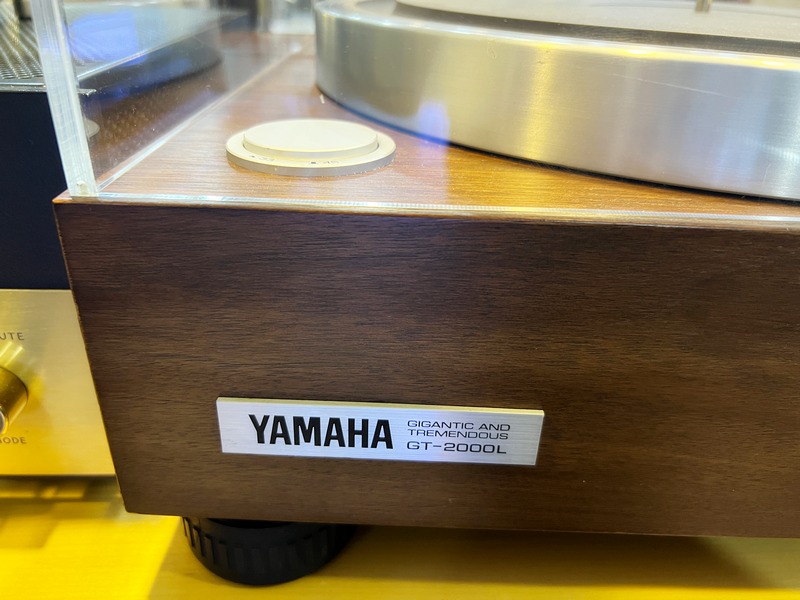 YAMAHA
GIGANTIC AND
TREMENDOUS
GT-2000L